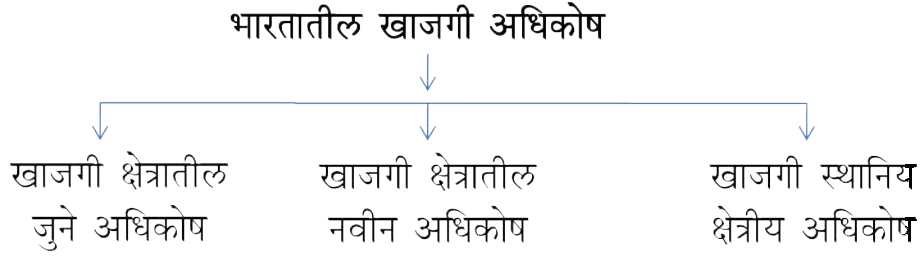 भारतातील खाजगी अधिकोष
खाजगी क्षेत्रातील
जुने अधिकोष
खाजगी क्षेत्रातील
नवीन अधिकोष
खाजगी स्थानिय
क्षेत्रीय अधिकोष